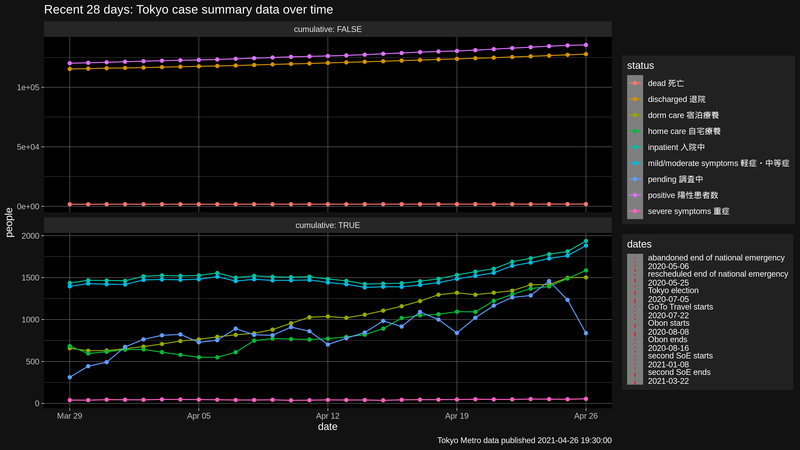 Recent 28 days: Tokyo case summary data over time
cumulative: FALSE
1e+05
5e+04
0e+00
cumulative: TRUE
2000
1500
1000
500
0
people
Mar 29
Apr 05
Apr 12
Apr 19
Apr 26
date
Tokyo Metro data published 2021-04-26 19:30:00
status
dead 死亡
discharged 退院
dorm care 宿泊療養
home care 自宅療養
inpatient 入院中
mild/moderate symptoms 軽症・中等症
pending 調査中
positive 陽性患者数
severe symptoms 重症
dates
abandoned end of national emergency
2020-05-06
rescheduled end of national emergency
2020-05-25
Tokyo election
2020-07-05
GoTo Travel starts
2020-07-22
Obon starts
2020-08-08
Obon ends
2020-08-16
second SoE starts
2021-01-08
second SoE ends
2021-03-22